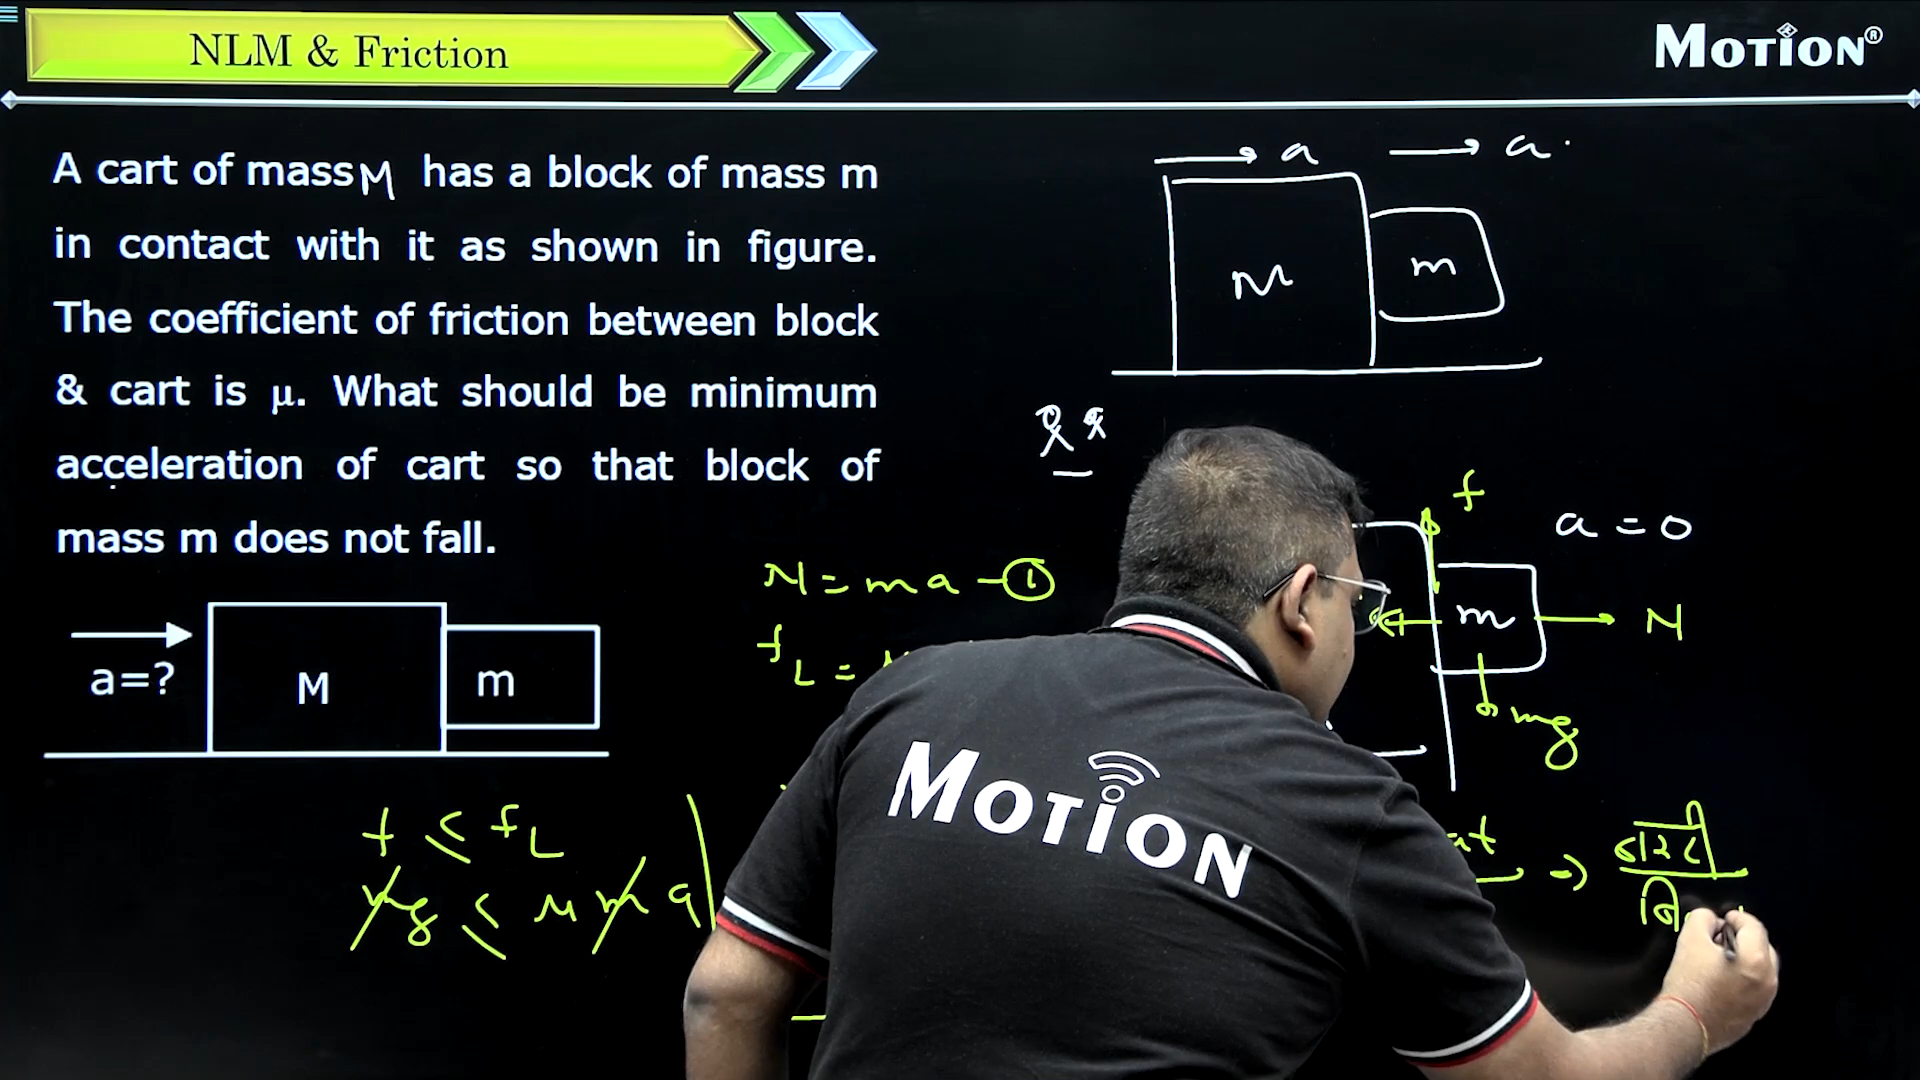 NLM & Friction
MOTION®
A cart of mass M has a block of mass m
in contact with it as shown in figure.
The coefficient of friction between block
& cart is μ. What should be minimum
acceleration of cart so that block of
mass m does not fall.
a=?
M
m
a
a
M
m
f
a = 0
m
N
mg
N = ma - ①
f L =
f ≤ f L
mg ≤ μ m a
⇒
MOTION